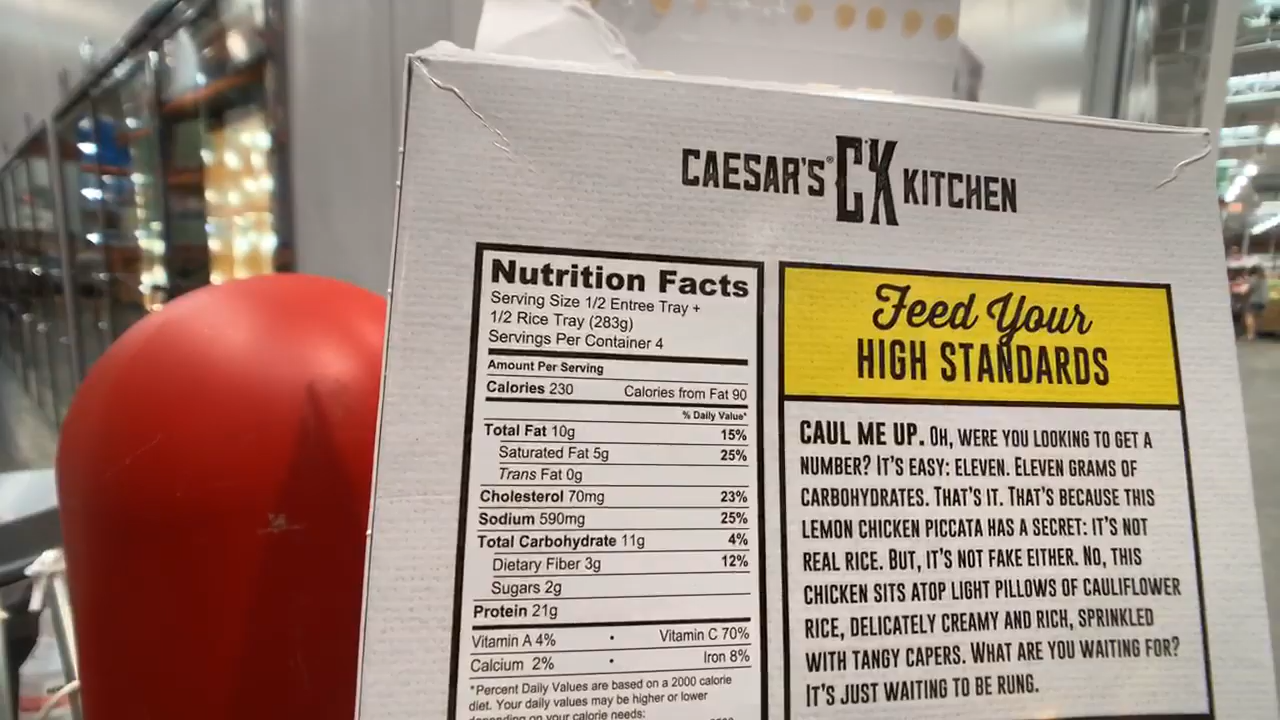 CAESAR'S® CK KITCHEN
Nutrition Facts
Serving Size 1/2 Entree Tray +
1/2 Rice Tray (283g)
Servings Per Container 4
Amount Per Serving
Calories 230 Calories from Fat 90
% Daily Value*
Total Fat 10g 15%
Saturated Fat 5g 25%
Trans Fat 0g
Cholesterol 70mg 23%
Sodium 590mg 25%
Total Carbohydrate 11g 4%
Dietary Fiber 3g 12%
Sugars 2g
Protein 21g
Vitamin A 4% • Vitamin C 70%
Calcium 2% • Iron 8%
*Percent Daily Values are based on a 2000 calorie
diet. Your daily values may be higher or lower
depending on your calorie needs:
Feed Your
HIGH STANDARDS
CAUL ME UP. OH, WERE YOU LOOKING TO GET A
NUMBER? IT'S EASY: ELEVEN. ELEVEN GRAMS OF
CARBOHYDRATES. THAT'S IT. THAT'S BECAUSE THIS
LEMON CHICKEN PICCATA HAS A SECRET: IT'S NOT
REAL RICE. BUT, IT'S NOT FAKE EITHER. NO, THIS
CHICKEN SITS ATOP LIGHT PILLOWS OF CAULIFLOWER
RICE, DELICATELY CREAMY AND RICH, SPRINKLED
WITH TANGY CAPERS. WHAT ARE YOU WAITING FOR?
IT'S JUST WAITING TO BE RUNG.